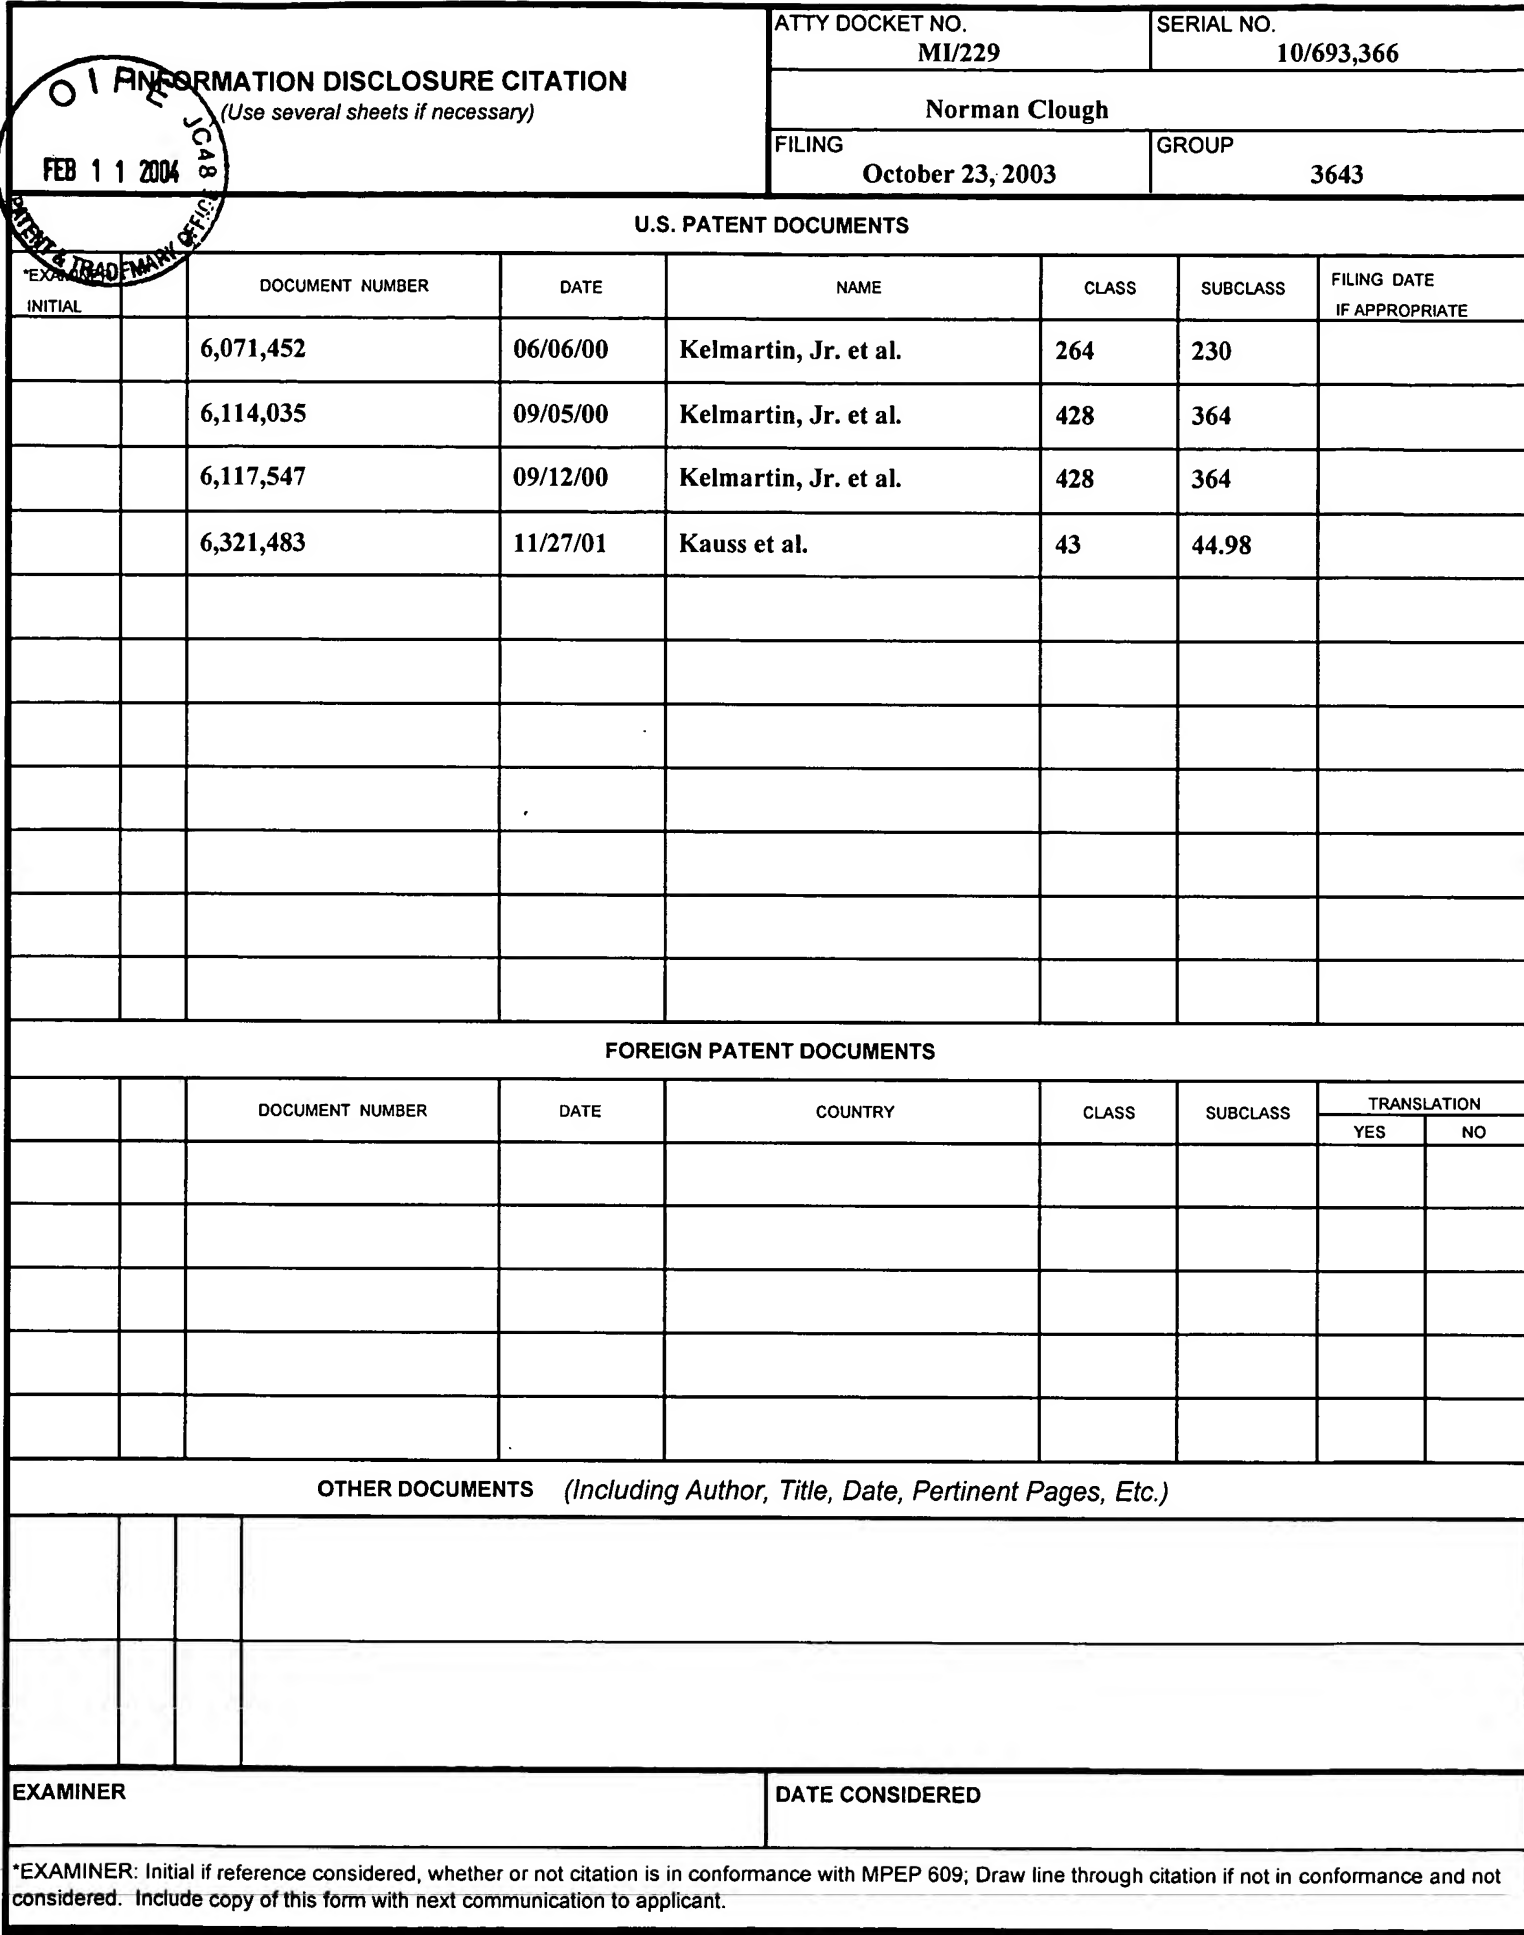 ATTY DOCKET NO.
MI/229
SERIAL NO.
10/693,366
INFORMATION DISCLOSURE CITATION
(Use several sheets if necessary)
Norman Clough
FILING
October 23, 2003
GROUP
3643
O I P E JC48
FEB 1 1 2004
PATENT & TRADEMARK OFFICE
U.S. PATENT DOCUMENTS
*EXAMINER INITIAL
DOCUMENT NUMBER DATE NAME CLASS SUBCLASS FILING DATE IF APPROPRIATE
6,071,452 06/06/00 Kelmartin, Jr. et al. 264 230
6,114,035 09/05/00 Kelmartin, Jr. et al. 428 364
6,117,547 09/12/00 Kelmartin, Jr. et al. 428 364
6,321,483 11/27/01 Kauss et al. 43 44.98
FOREIGN PATENT DOCUMENTS
DOCUMENT NUMBER DATE COUNTRY CLASS SUBCLASS TRANSLATION
YES NO
OTHER DOCUMENTS (Including Author, Title, Date, Pertinent Pages, Etc.)
EXAMINER
DATE CONSIDERED
*EXAMINER: Initial if reference considered, whether or not citation is in conformance with MPEP 609; Draw line through citation if not in conformance and not
considered. Include copy of this form with next communication to applicant.